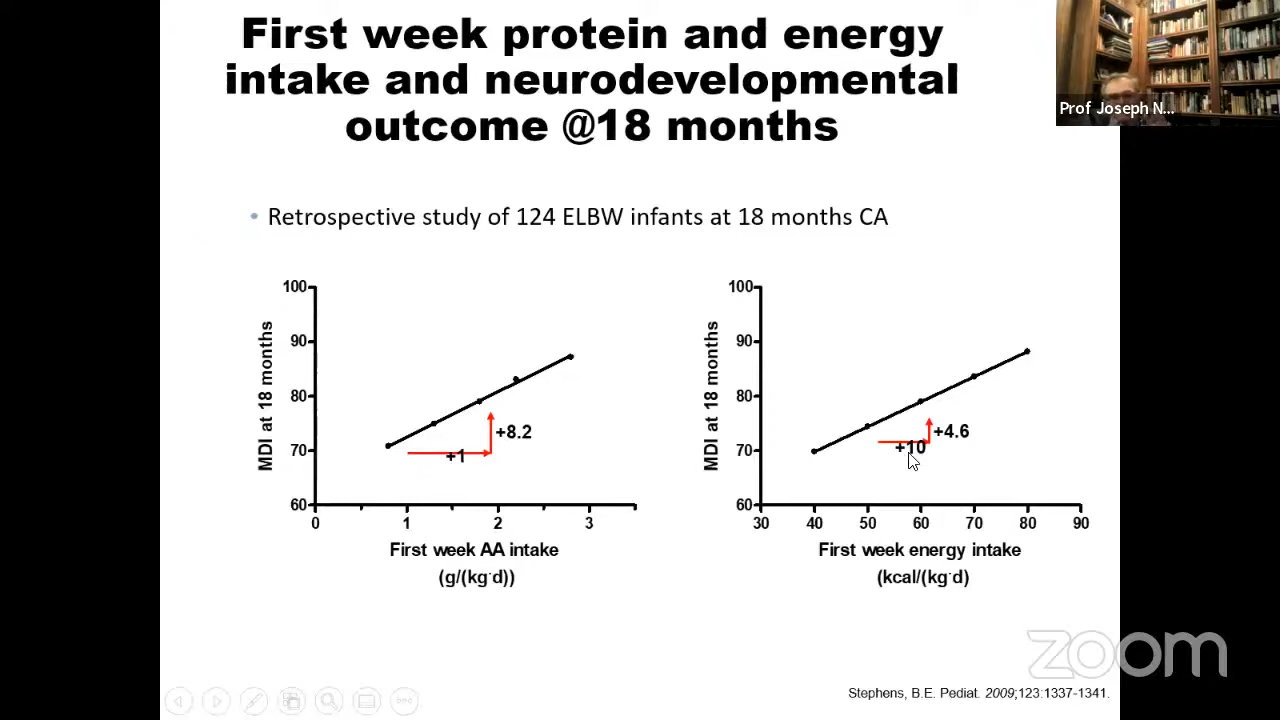 First week protein and energy
intake and neurodevelopmental
outcome @18 months
Prof Joseph N...
• Retrospective study of 124 ELBW infants at 18 months CA
MDI at 18 months
100
90
80
70
60
+8.2
+1
0 1 2 3
First week AA intake
(g/(kg·d))
MDI at 18 months
100
90
80
70
60
+4.6
+10
30 40 50 60 70 80 90
First week energy intake
(kcal/(kg·d)
zoom
Stephens, B.E. Pediat. 2009;123:1337-1341.